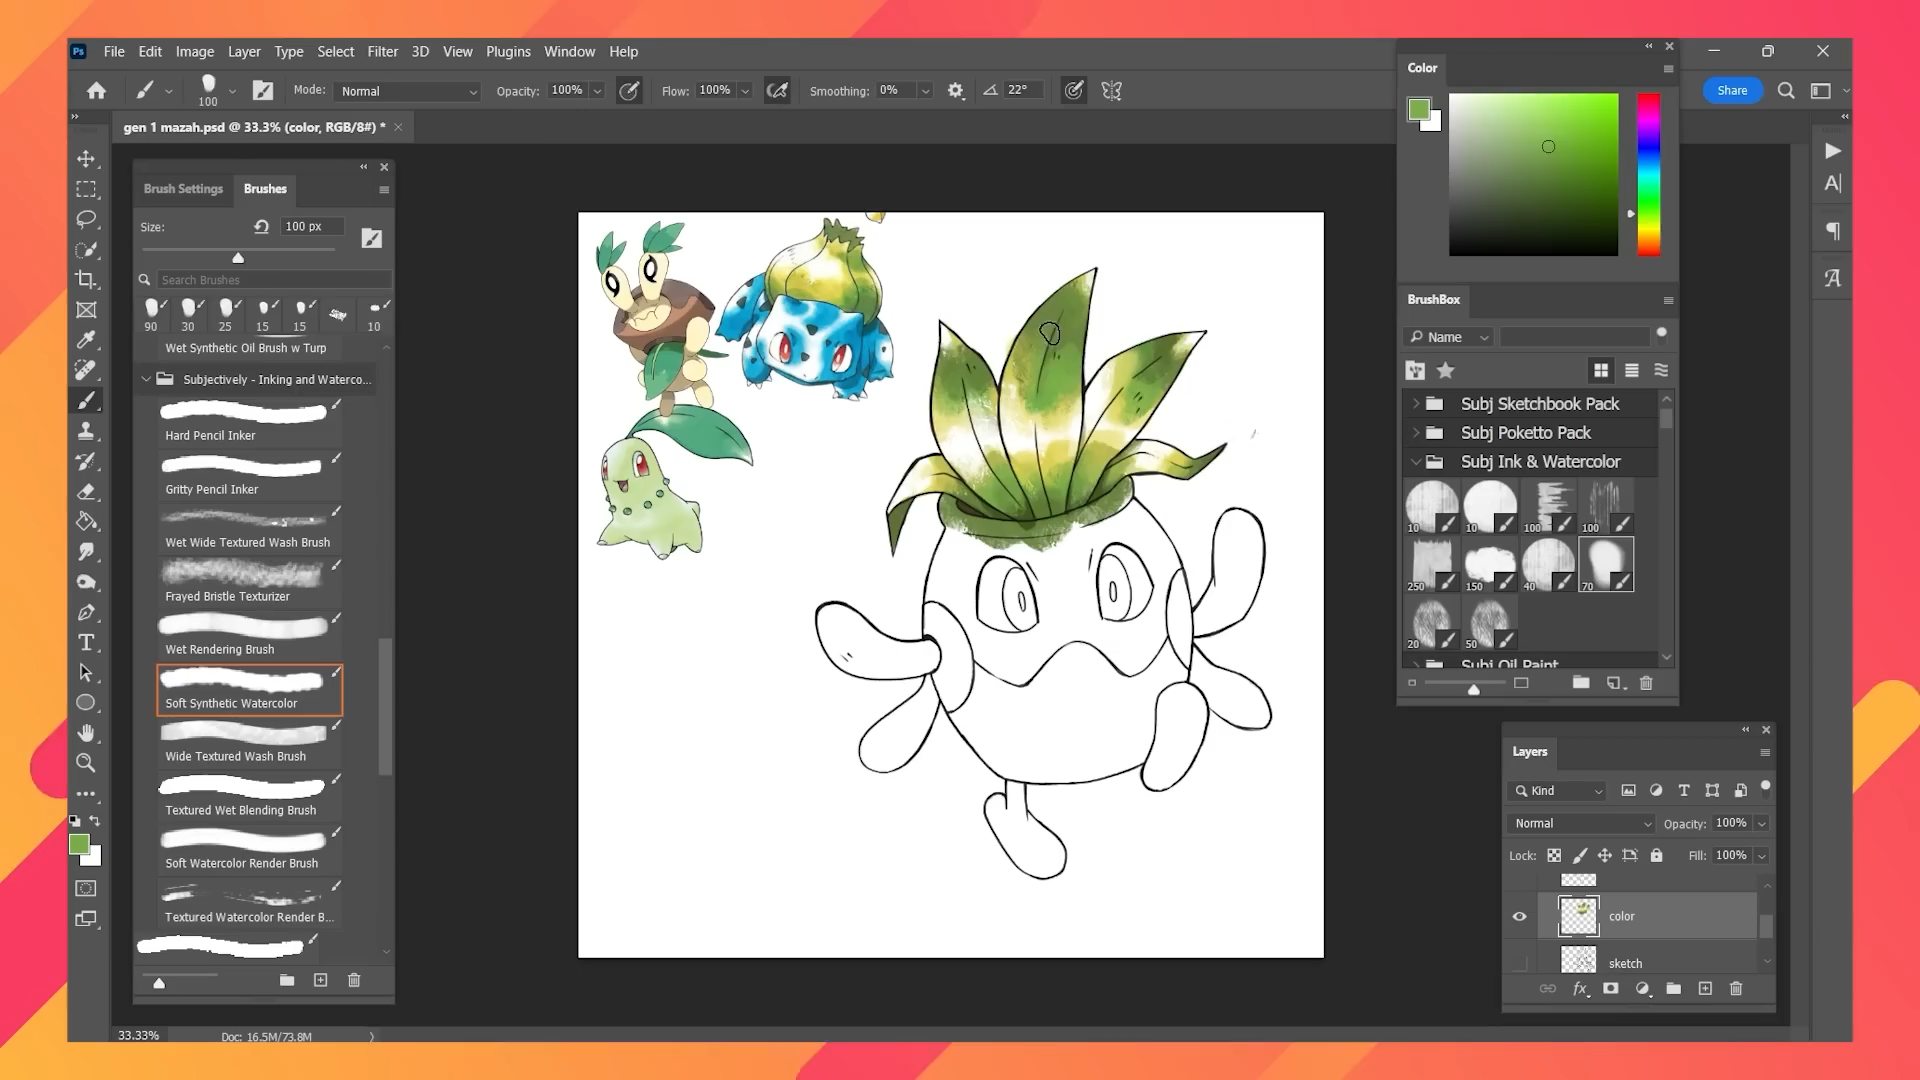 Ps File Edit Image Layer Type Select Filter 3D View Plugins Window Help
100 Mode: Normal Opacity: 100% Flow: 100% Smoothing: 0% 22° Share
gen 1 mazah.psd @ 33.3% (color, RGB/8#) *
Brush Settings Brushes
Size: 100 px
Search Brushes
90 30 25 15 15 10
Wet Synthetic Oil Brush w Turp
Subjectively - Inking and Waterco...
Hard Pencil Inker
Gritty Pencil Inker
Wet Wide Textured Wash Brush
Frayed Bristle Texturizer
Wet Rendering Brush
Soft Synthetic Watercolor
Wide Textured Wash Brush
Textured Wet Blending Brush
Soft Watercolor Render Brush
Textured Watercolor Render B...
33.33% Doc: 16.5M/73.8M
Color
BrushBox
Name
Subj Sketchbook Pack
Subj Poketto Pack
Subj Ink & Watercolor
10 10 100 100
250 150 40 70
20 50
Subj Oil Paint
Layers
Kind
Normal Opacity: 100%
Lock: Fill: 100%
color
sketch
fx